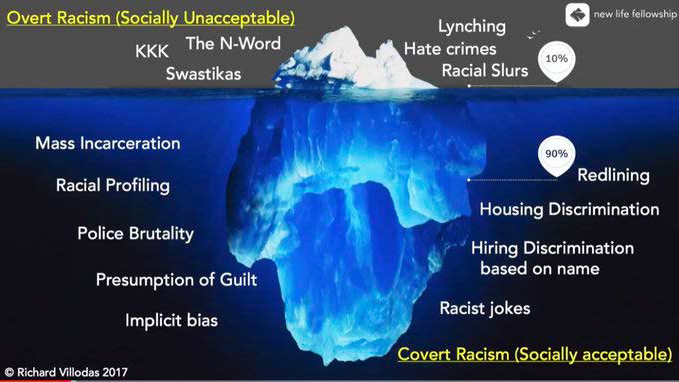 Overt Racism (Socially Unacceptable)
new life fellowship
KKK
The N-Word
Swastikas
Lynching
Hate crimes
Racial Slurs
10%
Mass Incarceration
Racial Profiling
Police Brutality
Presumption of Guilt
Implicit bias
90%
Redlining
Housing Discrimination
Hiring Discrimination
based on name
Racist jokes
Covert Racism (Socially acceptable)
© Richard Villodas 2017